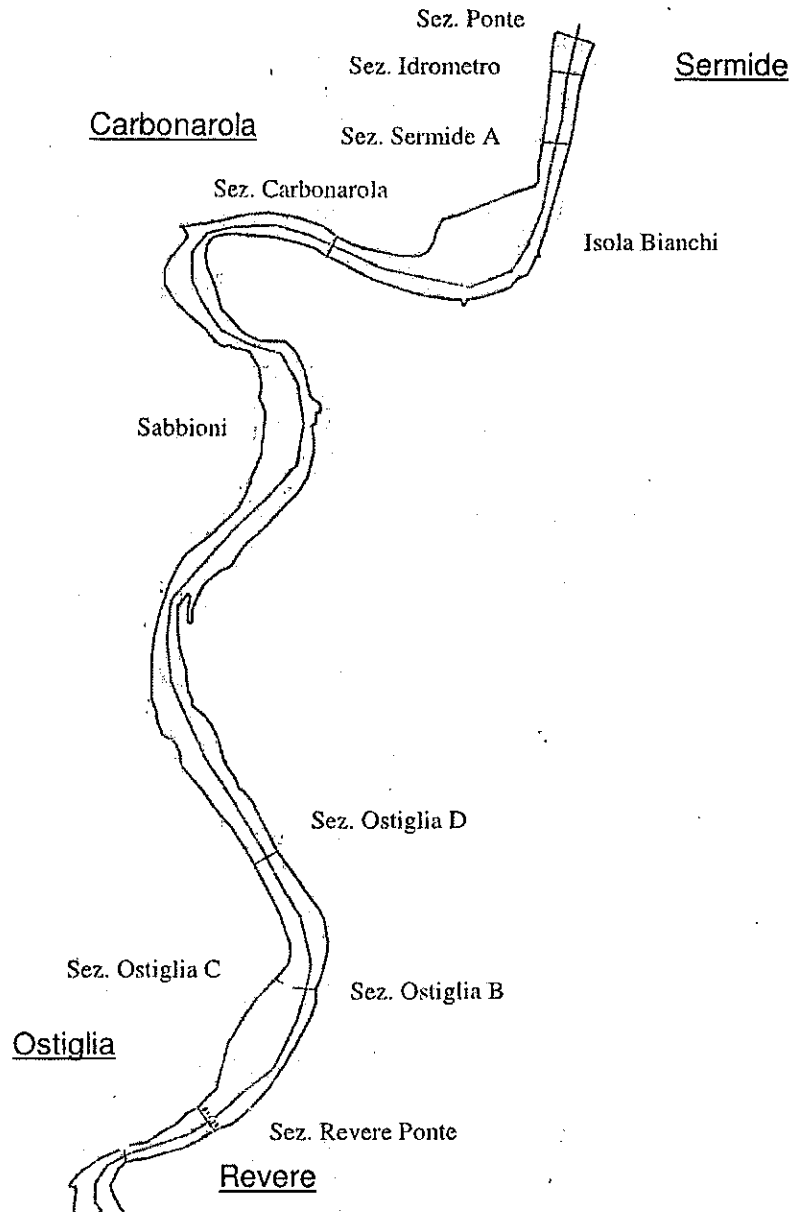 Sez. Ponte
Sez. Idrometro
Sermide
Carbonarola
Sez. Sermide A
Sez. Carbonarola
Isola Bianchi
Sabbioni
Sez. Ostiglia D
Sez. Ostiglia C
Sez. Ostiglia B
Ostiglia
Sez. Revere Ponte
Revere